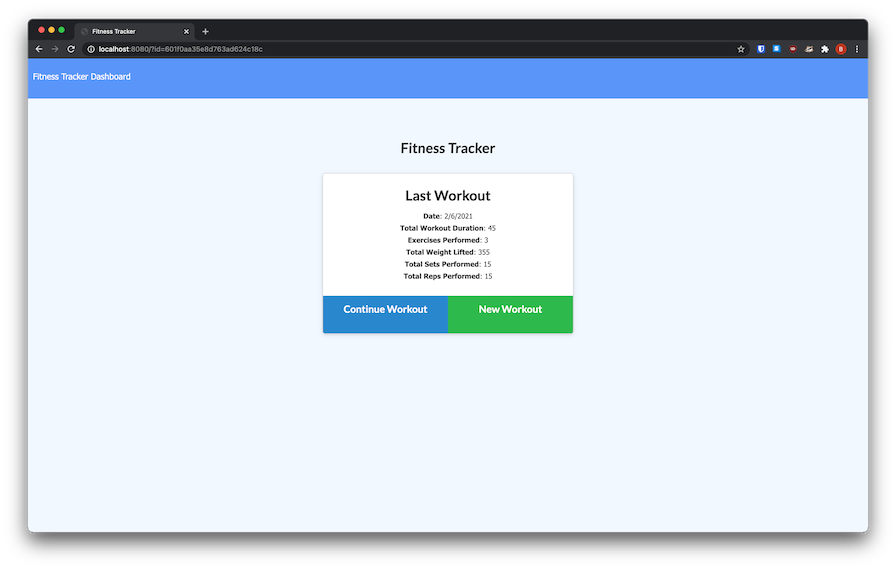 Fitness Tracker
localhost:8080/?id=601f0aa35e8d763ad624c18c
B
Fitness Tracker Dashboard
Fitness Tracker
Last Workout
Date: 2/6/2021
Total Workout Duration: 45
Exercises Performed: 3
Total Weight Lifted: 355
Total Sets Performed: 15
Total Reps Performed: 15
Continue Workout New Workout